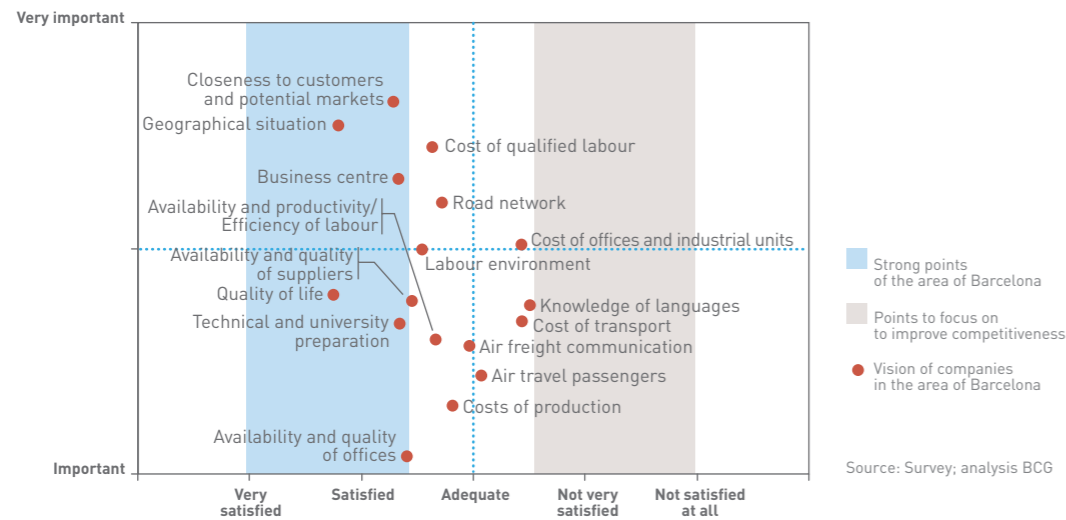 Very important
Closeness to customers
and potential markets
Geographical situation
Cost of qualified labour
Business centre
Road network
Availability and productivity/
Efficiency of labour
Cost of offices and industrial units
Availability and quality
of suppliers
Labour environment
Quality of life
Knowledge of languages
Technical and university
preparation
Cost of transport
Air freight communication
Air travel passengers
Costs of production
Availability and quality
of offices
Important
Very
satisfied
Satisfied
Adequate
Not very
satisfied
Not satisfied
at all
Strong points
of the area of Barcelona
Points to focus on
to improve competitiveness
Vision of companies
in the area of Barcelona
Source: Survey; analysis BCG